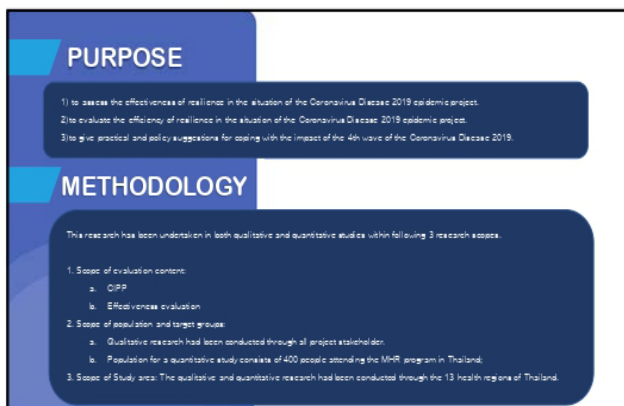 PURPOSE
1) to assess the effectiveness of resilience in the situation of the Coronavirus Disease 2019 epidemic project.
2)to evaluate the efficiency of resilience in the situation of the Coronavirus Disease 2019 epidemic project.
3)to give practical and policy suggestions for coping with the impact of the 4th wave of the Coronavirus Disease 2019.
METHODOLOGY
This research has been undertaken in both qualitative and quantitative studies within following 3 research scopes.
1. Scope of evaluation content:
a. CIPP
b. Effectiveness evaluation
2. Scope of population and target groups:
a. Qualitative research had been conducted through all project stakeholder.
b. Population for a quantitative study consists of 400 people attending the MHR program in Thailand;
3. Scope of Study area: The qualitative and quantitative research had been conducted through the 13 health regions of Thailand.